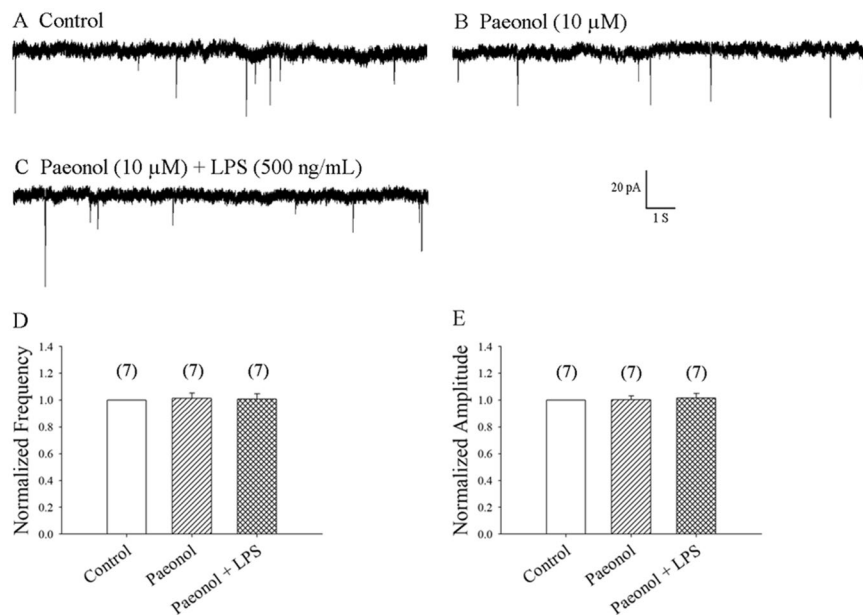 A Control
B Paeonol (10 µM)
C Paeonol (10 µM) + LPS (500 ng/mL)
20 pA
1 S
D
Normalized Frequency
1.4
1.2
1.0
0.8
0.6
0.4
0.2
0.0
(7) (7) (7)
Control
Paeonol
Paeonol + LPS
E
Normalized Amplitude
1.4
1.2
1.0
0.8
0.6
0.4
0.2
0.0
(7) (7) (7)
Control
Paeonol
Paeonol + LPS